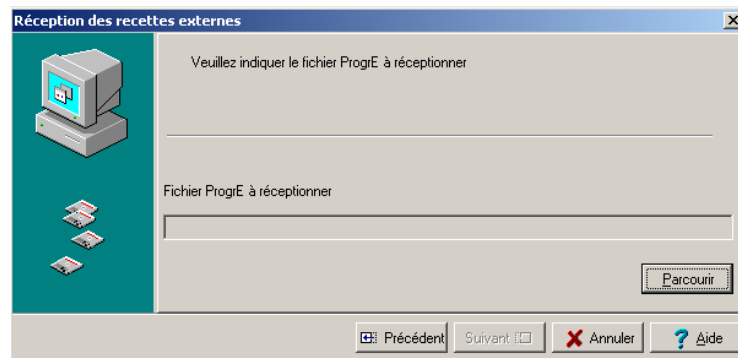 Réception des recettes externes
Veuillez indiquer le fichier ProgrE à réceptionner
Fichier ProgrE à réceptionner
Parcourir
Précédent Suivant Annuler Aide